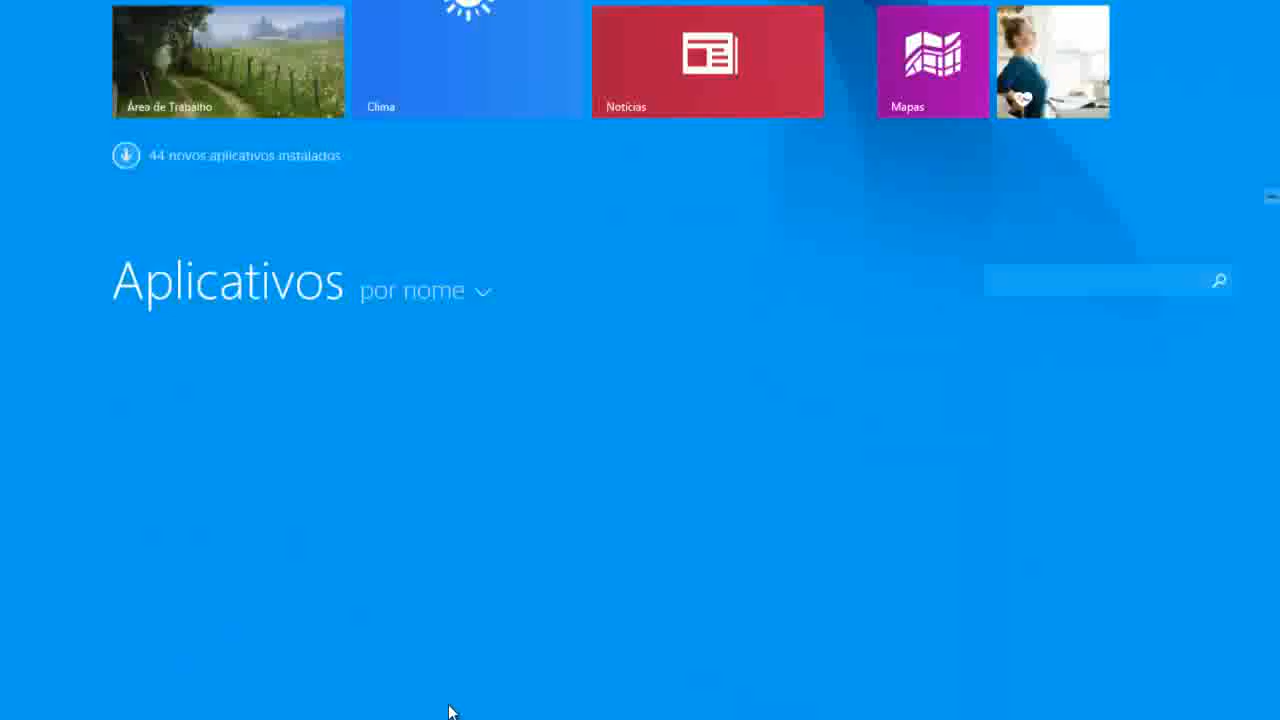 Área de Trabalho
Clima
Notícias
Mapas
44 novos aplicativos instalados
Aplicativos por nome